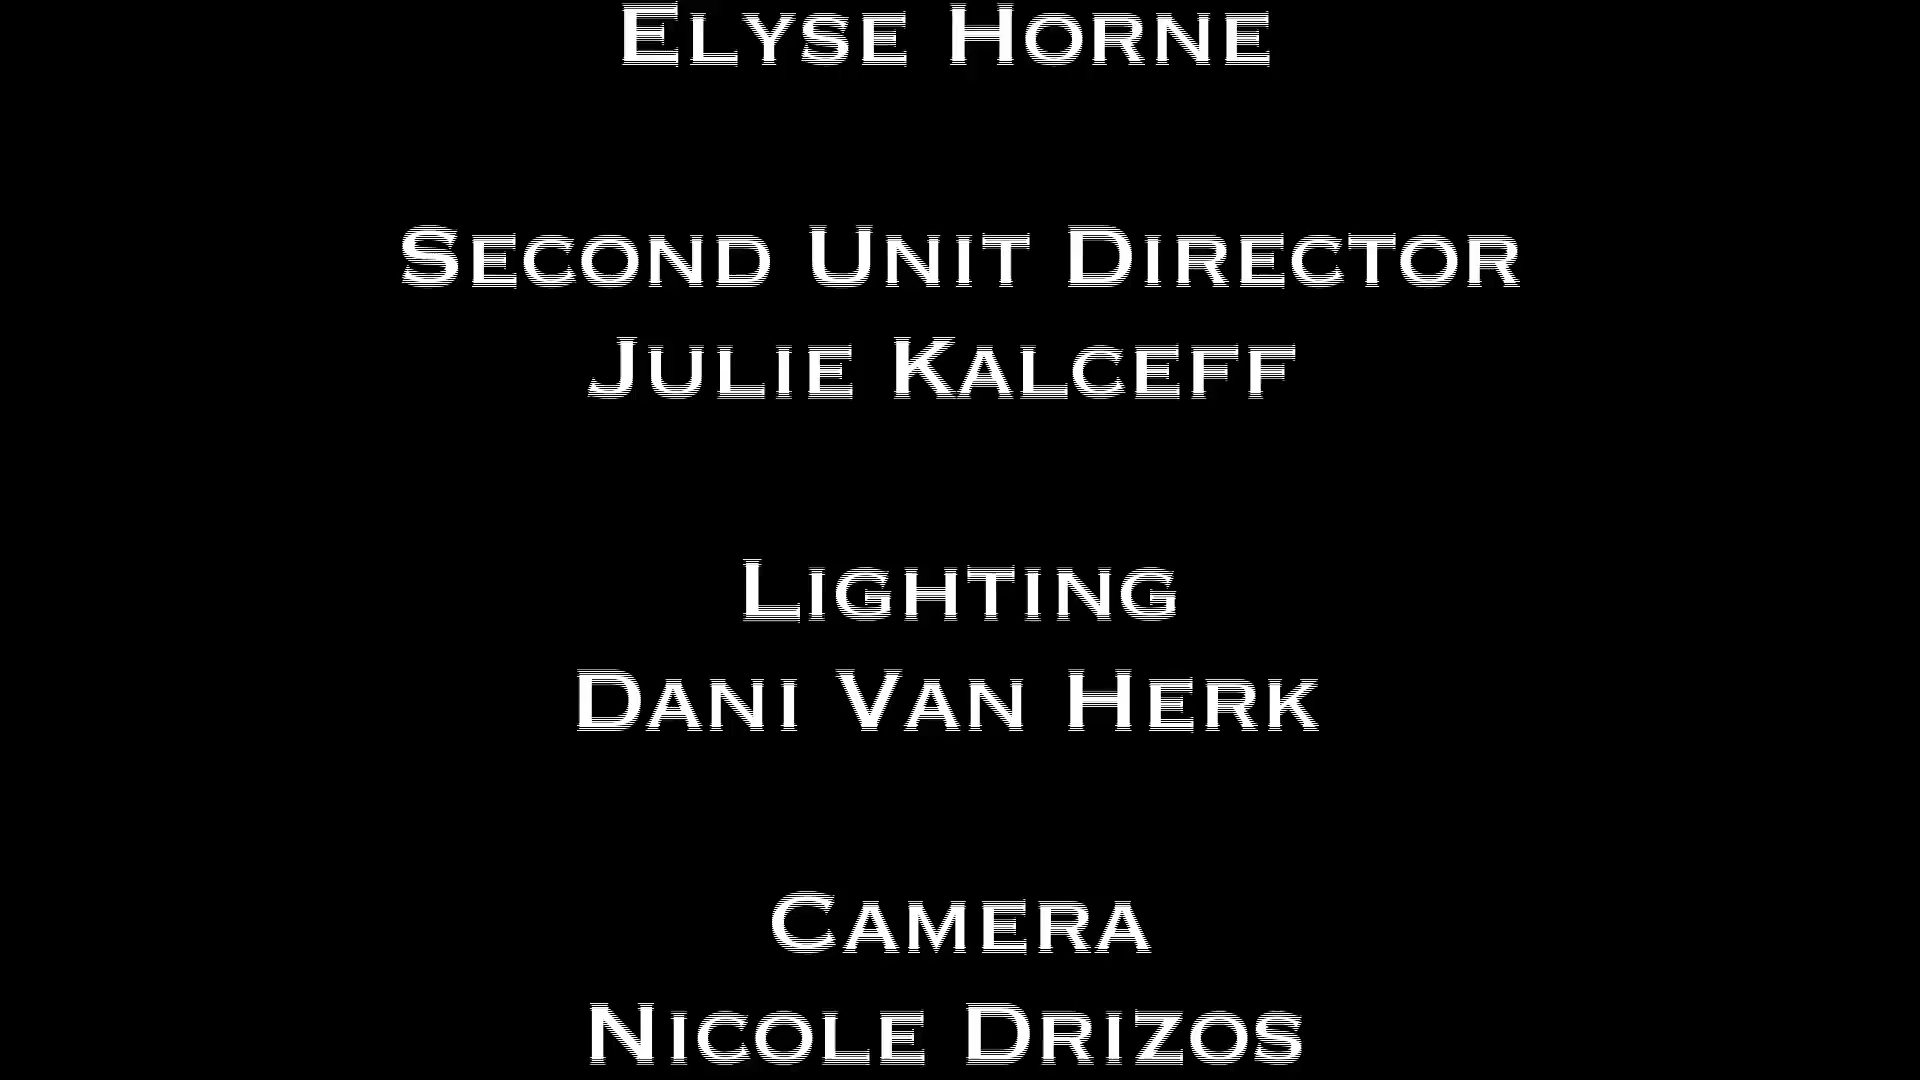 Elyse Horne
Second Unit Director
Julie Kalceff
Lighting
Dani Van Herk
Camera
Nicole Drizos